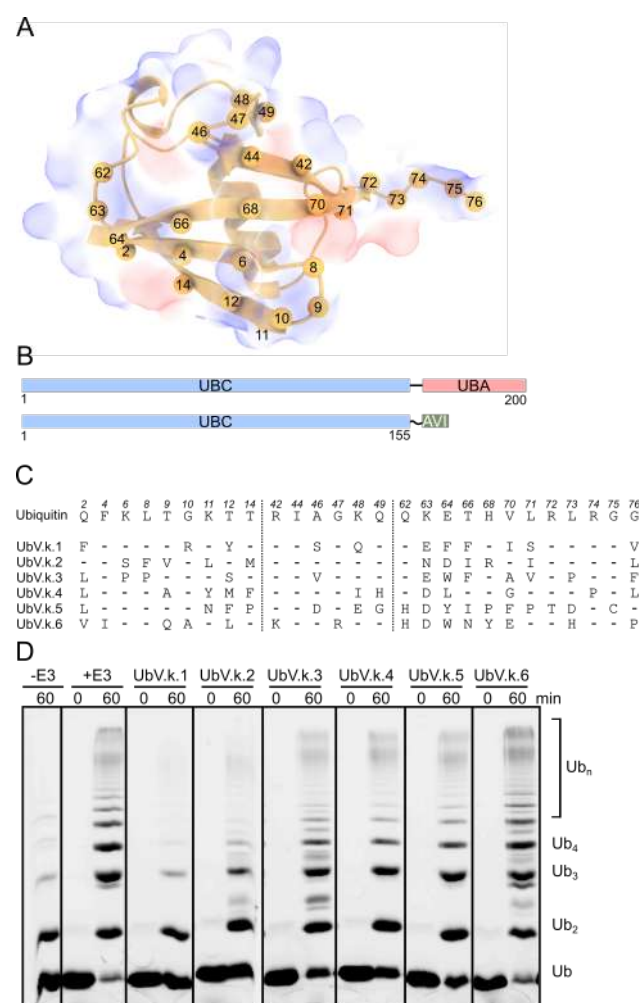 A
48
49
47
46
44
42
62
72
74
73
75
76
63
66
68
70
71
64
2
4
6
8
14
12
10
9
11
B
UBC UBA
1 200
UBC AVI
1 155
C
2 4 6 8 9 10 11 12 14 42 44 46 47 48 49 62 63 64 66 68 70 71 72 73 74 75 76
Ubiquitin Q F K L T G K T T R I A G K Q Q K E T H V L R L R G G
UbV.k.1 F - - - - R - Y - - - S - Q - - E F F - I S - - - - V
UbV.k.2 - - S F V - L - M - - - - - - - N D I R - I - - - - L
UbV.k.3 L - P P - - - S - - - V - - - - E W F - A V - P - - F
UbV.k.4 L - - - A - Y M F - - - - I H - D L - - G - - - P - L
UbV.k.5 L - - - - - N F P - - D - E G H D Y I P F P T D - C -
UbV.k.6 V I - - Q A - L - K - - R - - H D W N Y E - - H - - P
D
-E3 +E3 UbV.k.1 UbV.k.2 UbV.k.3 UbV.k.4 UbV.k.5 UbV.k.6
60 0 60 0 60 0 60 0 60 0 60 0 60 0 60 min
Ubn
Ub4
Ub3
Ub2
Ub